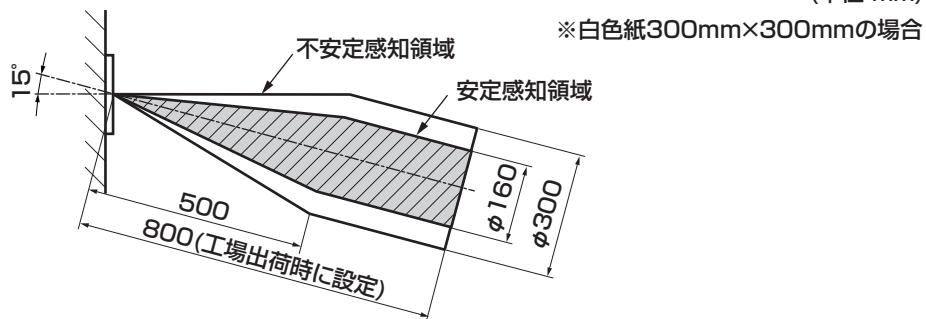 ※白色紙300mm×300mmの場合
不安定感知領域
安定感知領域
15°
500
800(工場出荷時に設定)
φ160
φ300